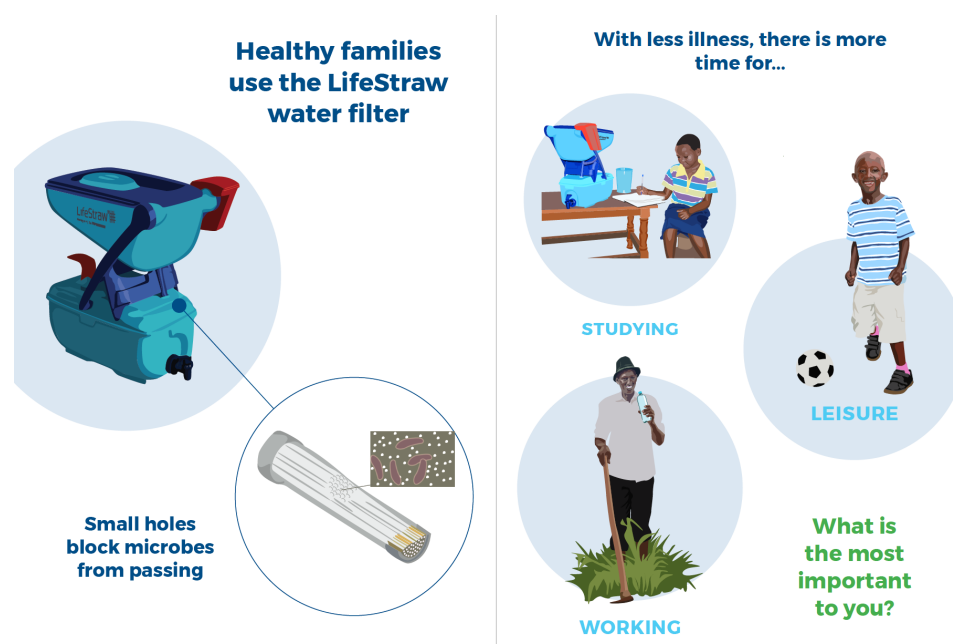 Healthy families
use the LifeStraw
water filter
LifeStraw
Small holes
block microbes
from passing
With less illness, there is more
time for...
STUDYING
LEISURE
WORKING
What is
the most
important
to you?